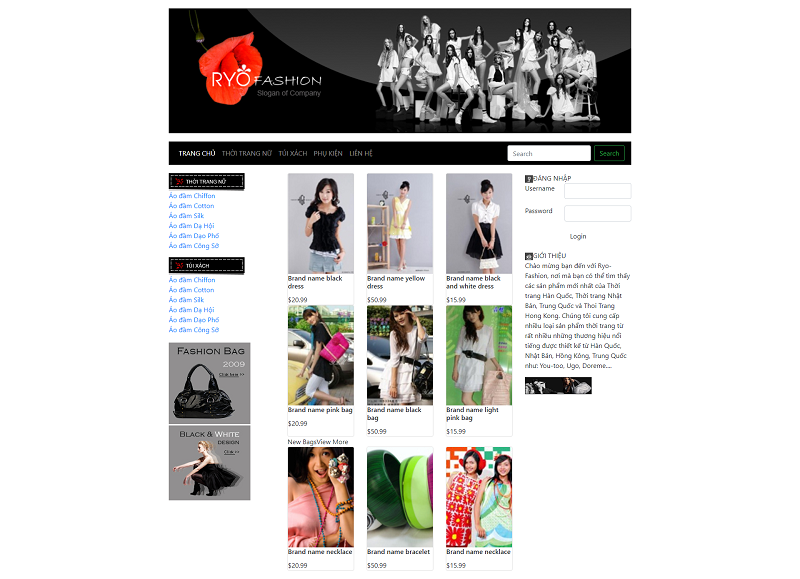 RYO FASHION
Slogan of Company
TRANG CHỦ THỜI TRANG NỮ TÚI XÁCH PHỤ KIỆN LIÊN HỆ Search Search
THỜI TRANG NỮ
Áo đầm Chiffon
Áo đầm Cotton
Áo đầm Silk
Áo đầm Dạ Hội
Áo đầm Dạo Phố
Áo đầm Công Sở
TÚI XÁCH
Áo đầm Chiffon
Áo đầm Cotton
Áo đầm Silk
Áo đầm Dạ Hội
Áo đầm Dạo Phố
Áo đầm Công Sở
FASHION BAG
2009
Click here >>
BLACK & WHITE
DESIGN
Click >>
Brand name black dress
$20.99
Brand name yellow dress
$50.99
Brand name black and white dress
$15.99
Brand name pink bag
$20.99
Brand name black bag
$50.99
Brand name light pink bag
$15.99
New BagsView More
Brand name necklace
$20.99
Brand name bracelet
$50.99
Brand name necklace
$15.99
ĐĂNG NHẬP
Username
Password
Login
GIỚI THIỆU
Chào mừng bạn đến với Ryo-
Fashion, nơi mà bạn có thể tìm thấy
các sản phẩm mới nhất của Thời
trang Hàn Quốc, Thời trang Nhật
Bản, Trung Quốc và Thoi Trang
Hong Kong. Chúng tôi cung cấp
nhiều loại sản phẩm thời trang từ
rất nhiều những thương hiệu nổi
tiếng được thiết kế từ Hàn Quốc,
Nhật Bản, Hồng Kông, Trung Quốc
như: You-too, Ugo, Doreme....